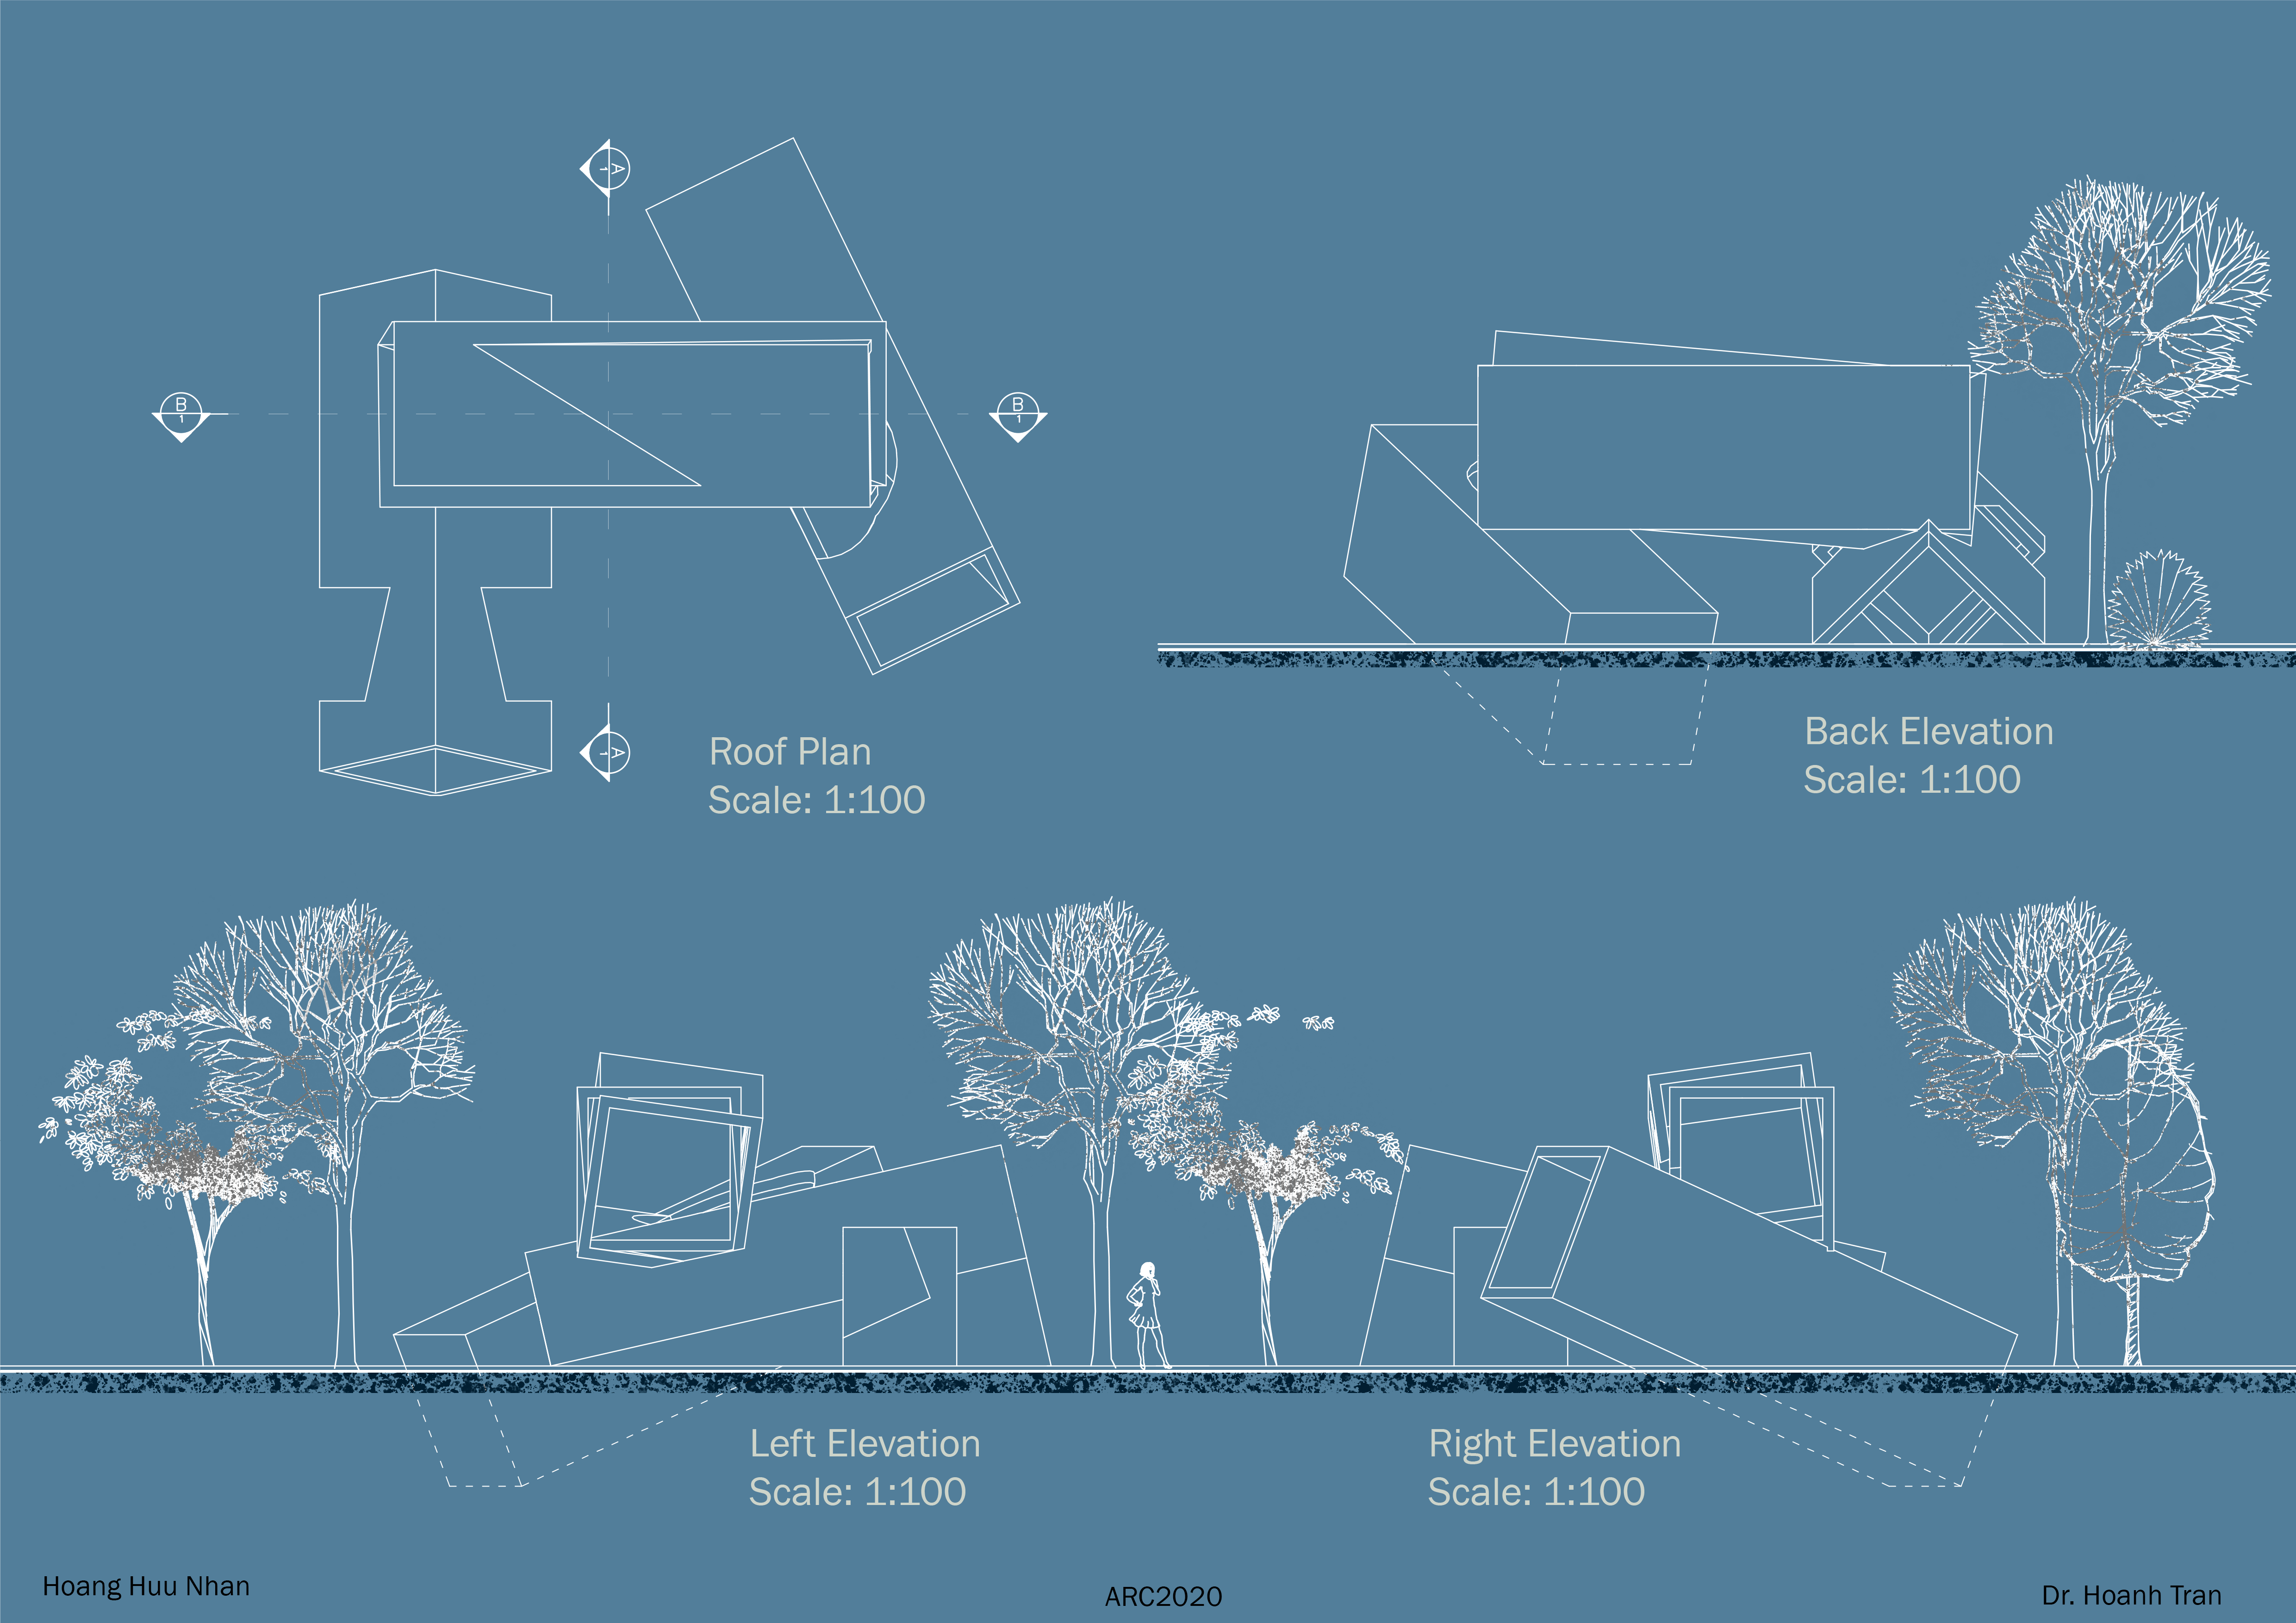 A
1
B
1
B
1
A
1
Roof Plan
Scale: 1:100
Back Elevation
Scale: 1:100
Left Elevation
Scale: 1:100
Right Elevation
Scale: 1:100
Hoang Huu Nhan
ARC2020
Dr. Hoanh Tran